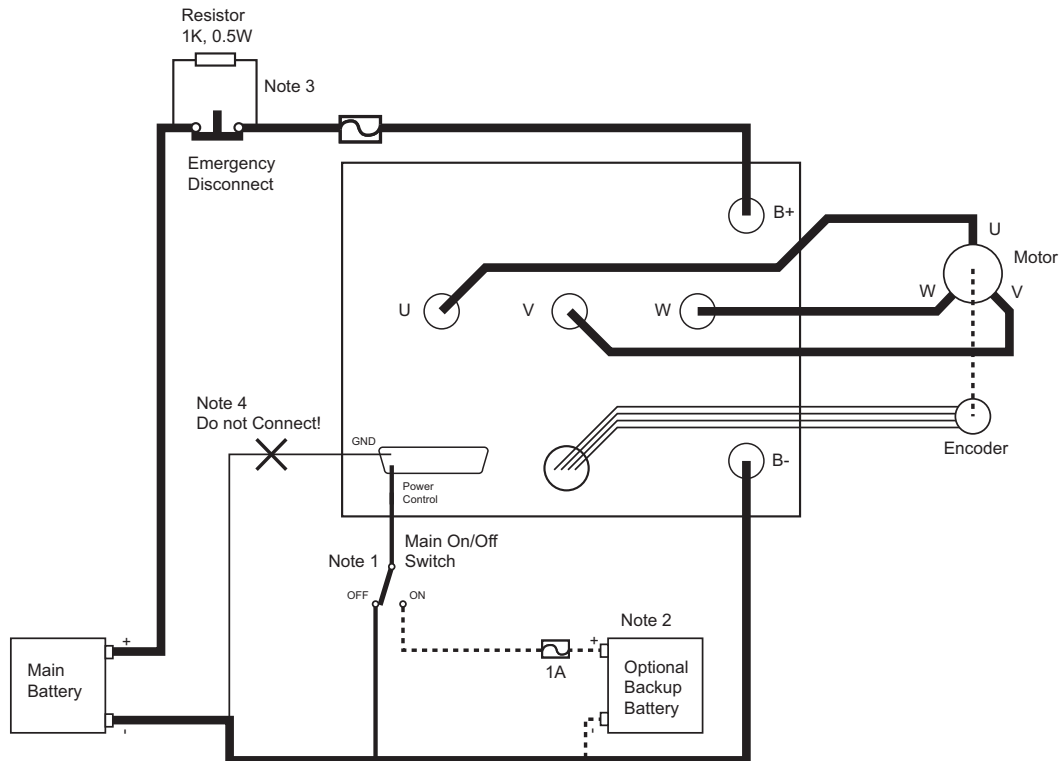 Resistor
1K, 0.5W
Note 3
Emergency
Disconnect
B+
U
Motor
U
V
W
W
V
Note 4
Do not Connect!
GND
Power
Control
B-
Encoder
Main On/Off
Switch
Note 1
OFF
ON
Note 2
+
Main
Battery
-
1A
+
Optional
Backup
Battery
-